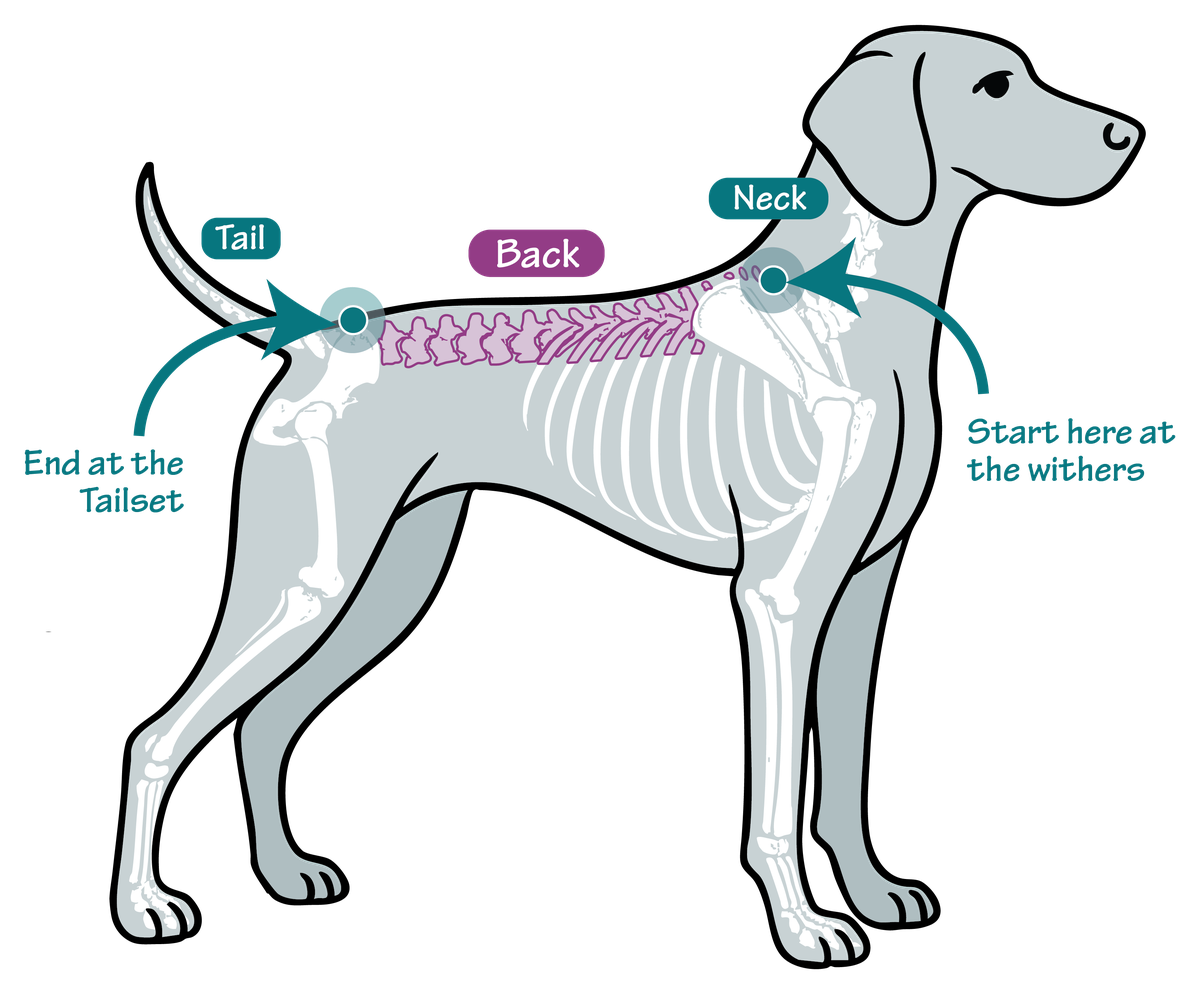 Neck
Tail
Back
Start here at
the withers
End at the
Tailset